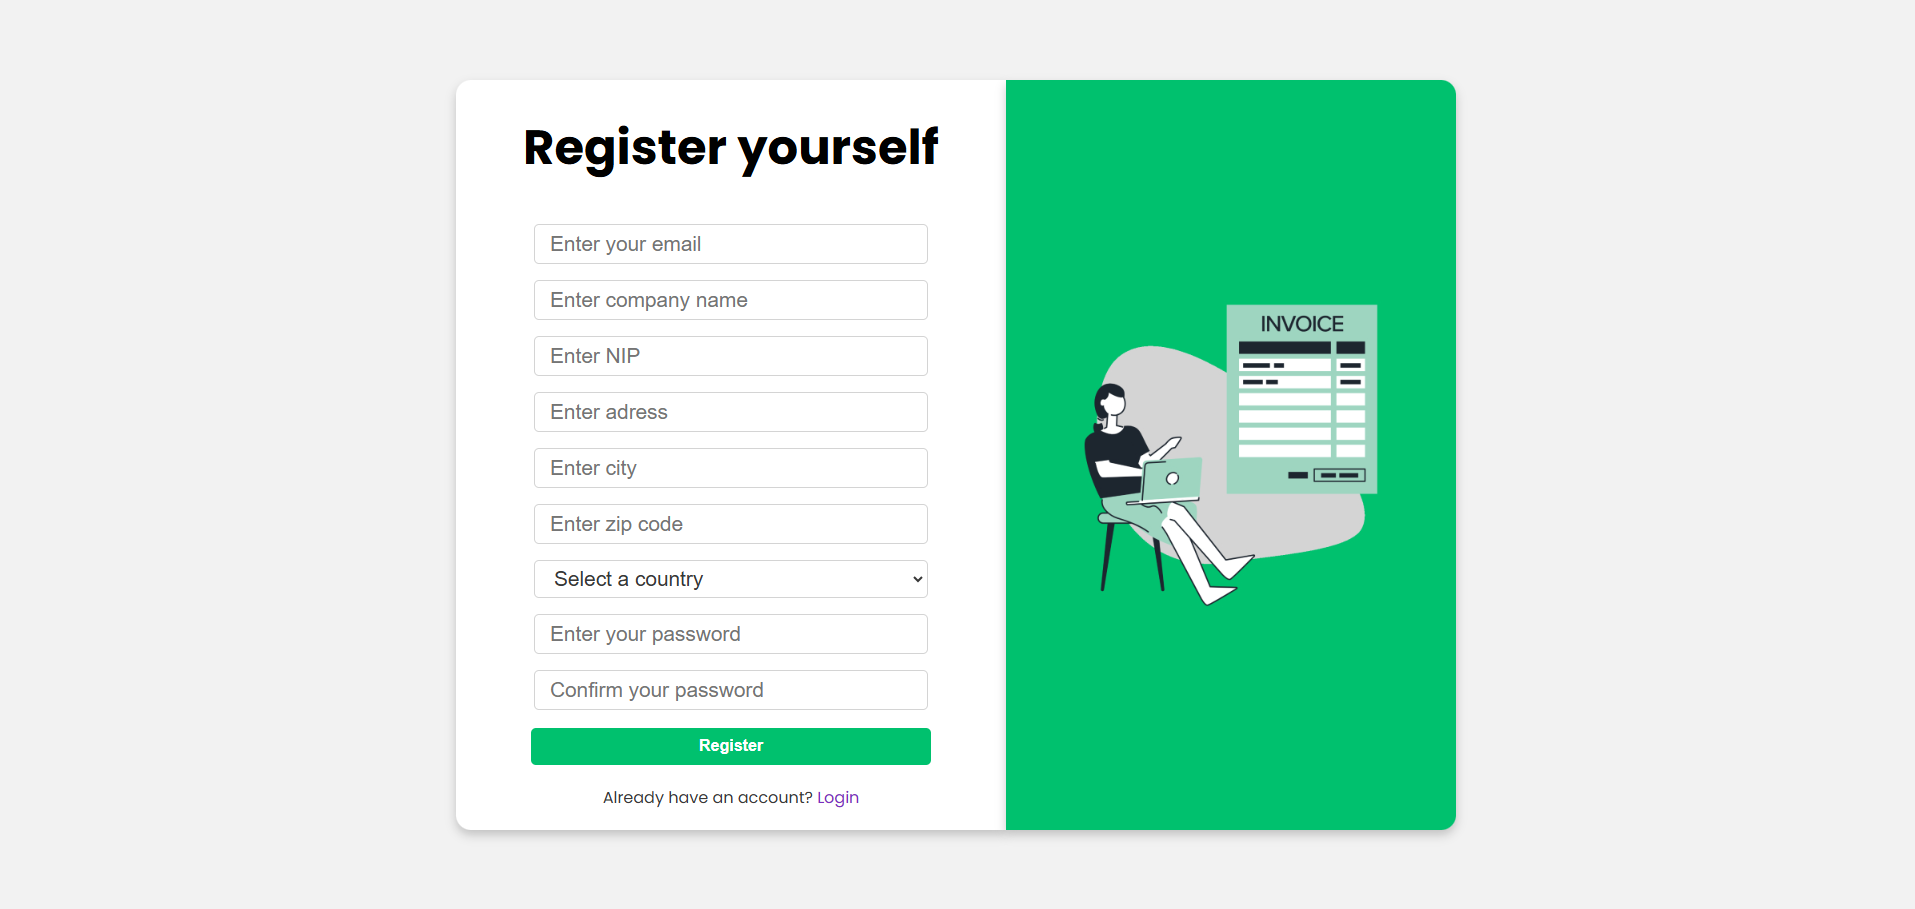 Register yourself
Enter your email
Enter company name
Enter NIP
Enter adress
Enter city
Enter zip code
Select a country
Enter your password
Confirm your password
Register
Already have an account? Login
INVOICE